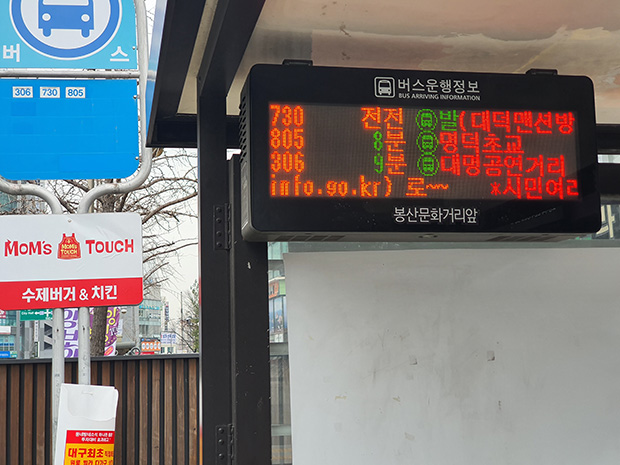 버스
306 730 805
MOM's TOUCH
MOM'S TOUCH
수제버거 & 치킨
대구최초
버스운행정보
BUS ARRIVING INFORMATION
730 전전 발(대덕맨션방
805 8분 명덕초교
306 9분 대명공연거리
info.go.kr) 로~~ ※시민여러
봉산문화거리앞